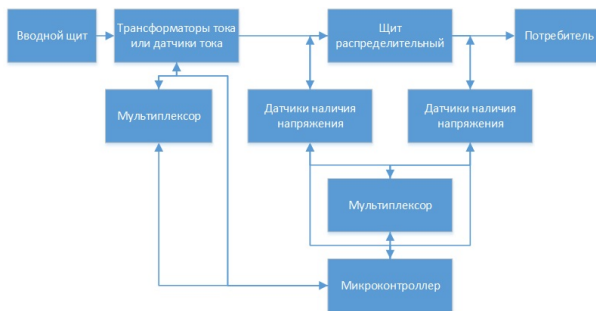 Вводной щит
Трансформаторы тока
или датчики тока
Щит
распределительный
Потребитель
Мультиплексор
Датчики наличия
напряжения
Датчики наличия
напряжения
Мультиплексор
Микроконтроллер